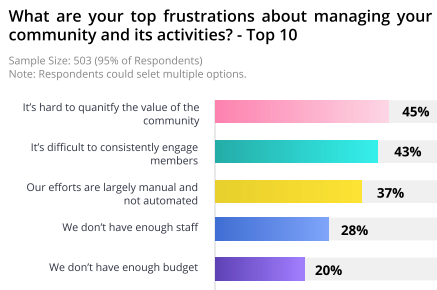 What are your top frustrations about managing your
community and its activities? - Top 10
Sample Size: 503 (95% of Respondents)
Note: Respondents could selet multiple options.
It's hard to quanitfy the value of the
community
45%
It's difficult to consistently engage
members
43%
Our efforts are largely manual and
not automated
37%
We don't have enough staff
28%
We don't have enough budget
20%